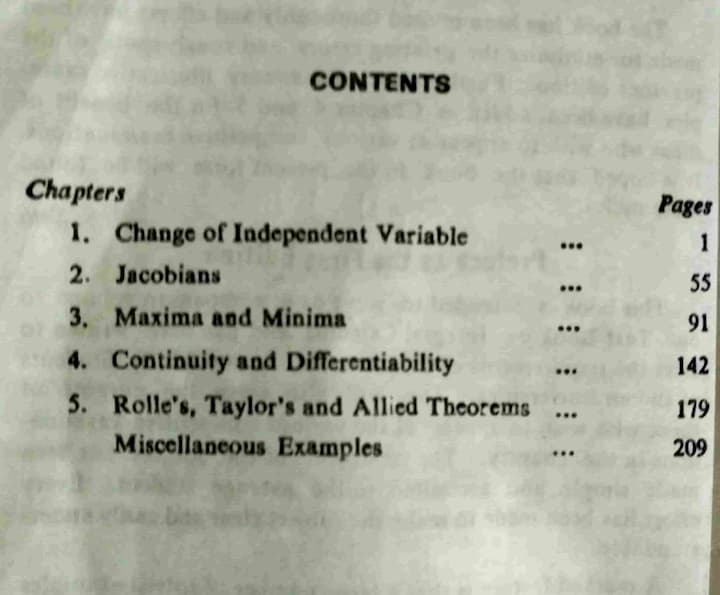 CONTENTS
Chapters Pages
1. Change of Independent Variable ... 1
2. Jacobians ... 55
3. Maxima and Minima ... 91
4. Continuity and Differentiability ... 142
5. Rolle's, Taylor's and Allied Theorems ... 179
Miscellaneous Examples ... 209